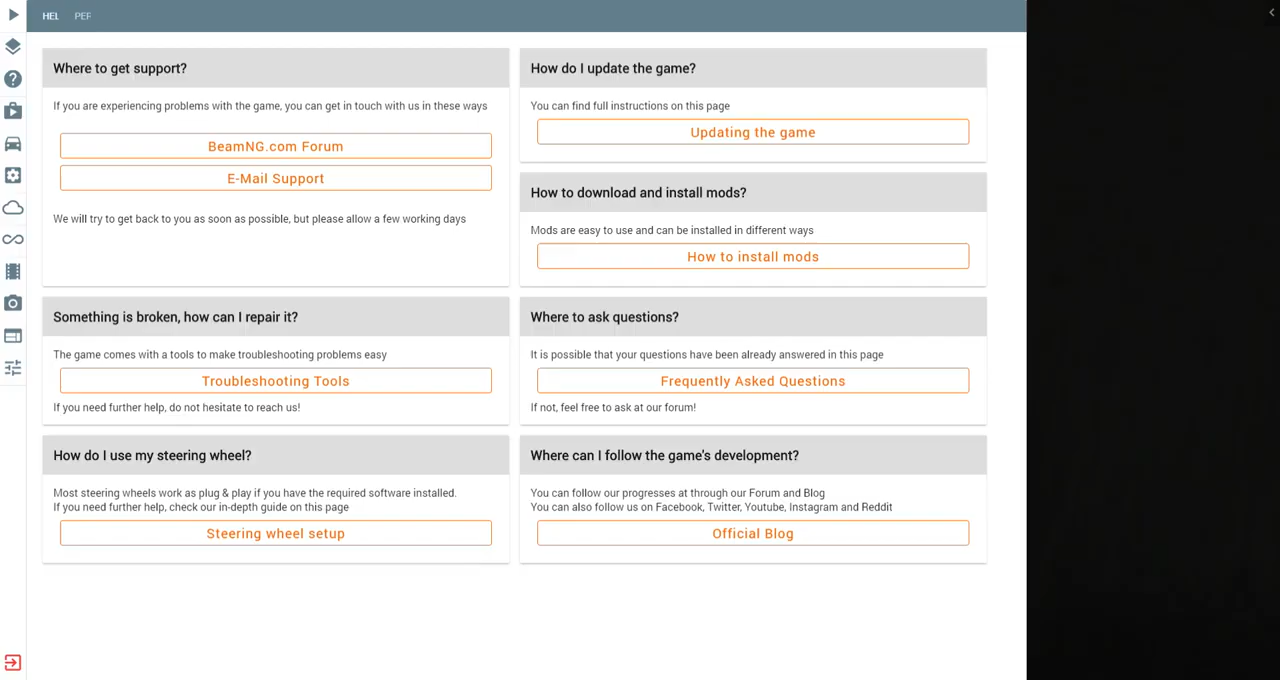 HEL
PEF
Where to get support?
If you are experiencing problems with the game, you can get in touch with us in these ways
BeamNG.com Forum
E-Mail Support
We will try to get back to you as soon as possible, but please allow a few working days
How do I update the game?
You can find full instructions on this page
Updating the game
How to download and install mods?
Mods are easy to use and can be installed in different ways
How to install mods
Something is broken, how can I repair it?
The game comes with a tools to make troubleshooting problems easy
Troubleshooting Tools
If you need further help, do not hesitate to reach us!
Where to ask questions?
It is possible that your questions have been already answered in this page
Frequently Asked Questions
If not, feel free to ask at our forum!
How do I use my steering wheel?
Most steering wheels work as plug & play if you have the required software installed.
If you need further help, check our in-depth guide on this page
Steering wheel setup
Where can I follow the game's development?
You can follow our progresses at through our Forum and Blog
You can also follow us on Facebook, Twitter, Youtube, Instagram and Reddit
Official Blog